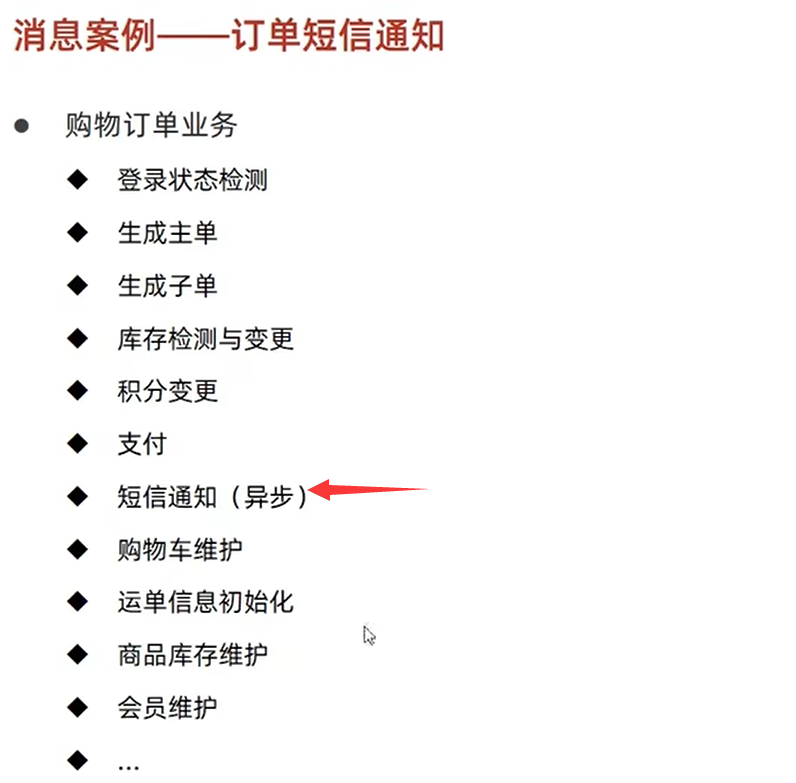 消息案例——订单短信通知
购物订单业务
登录状态检测
生成主单
生成子单
库存检测与变更
积分变更
支付
短信通知（异步）
购物车维护
运单信息初始化
商品库存维护
会员维护
...